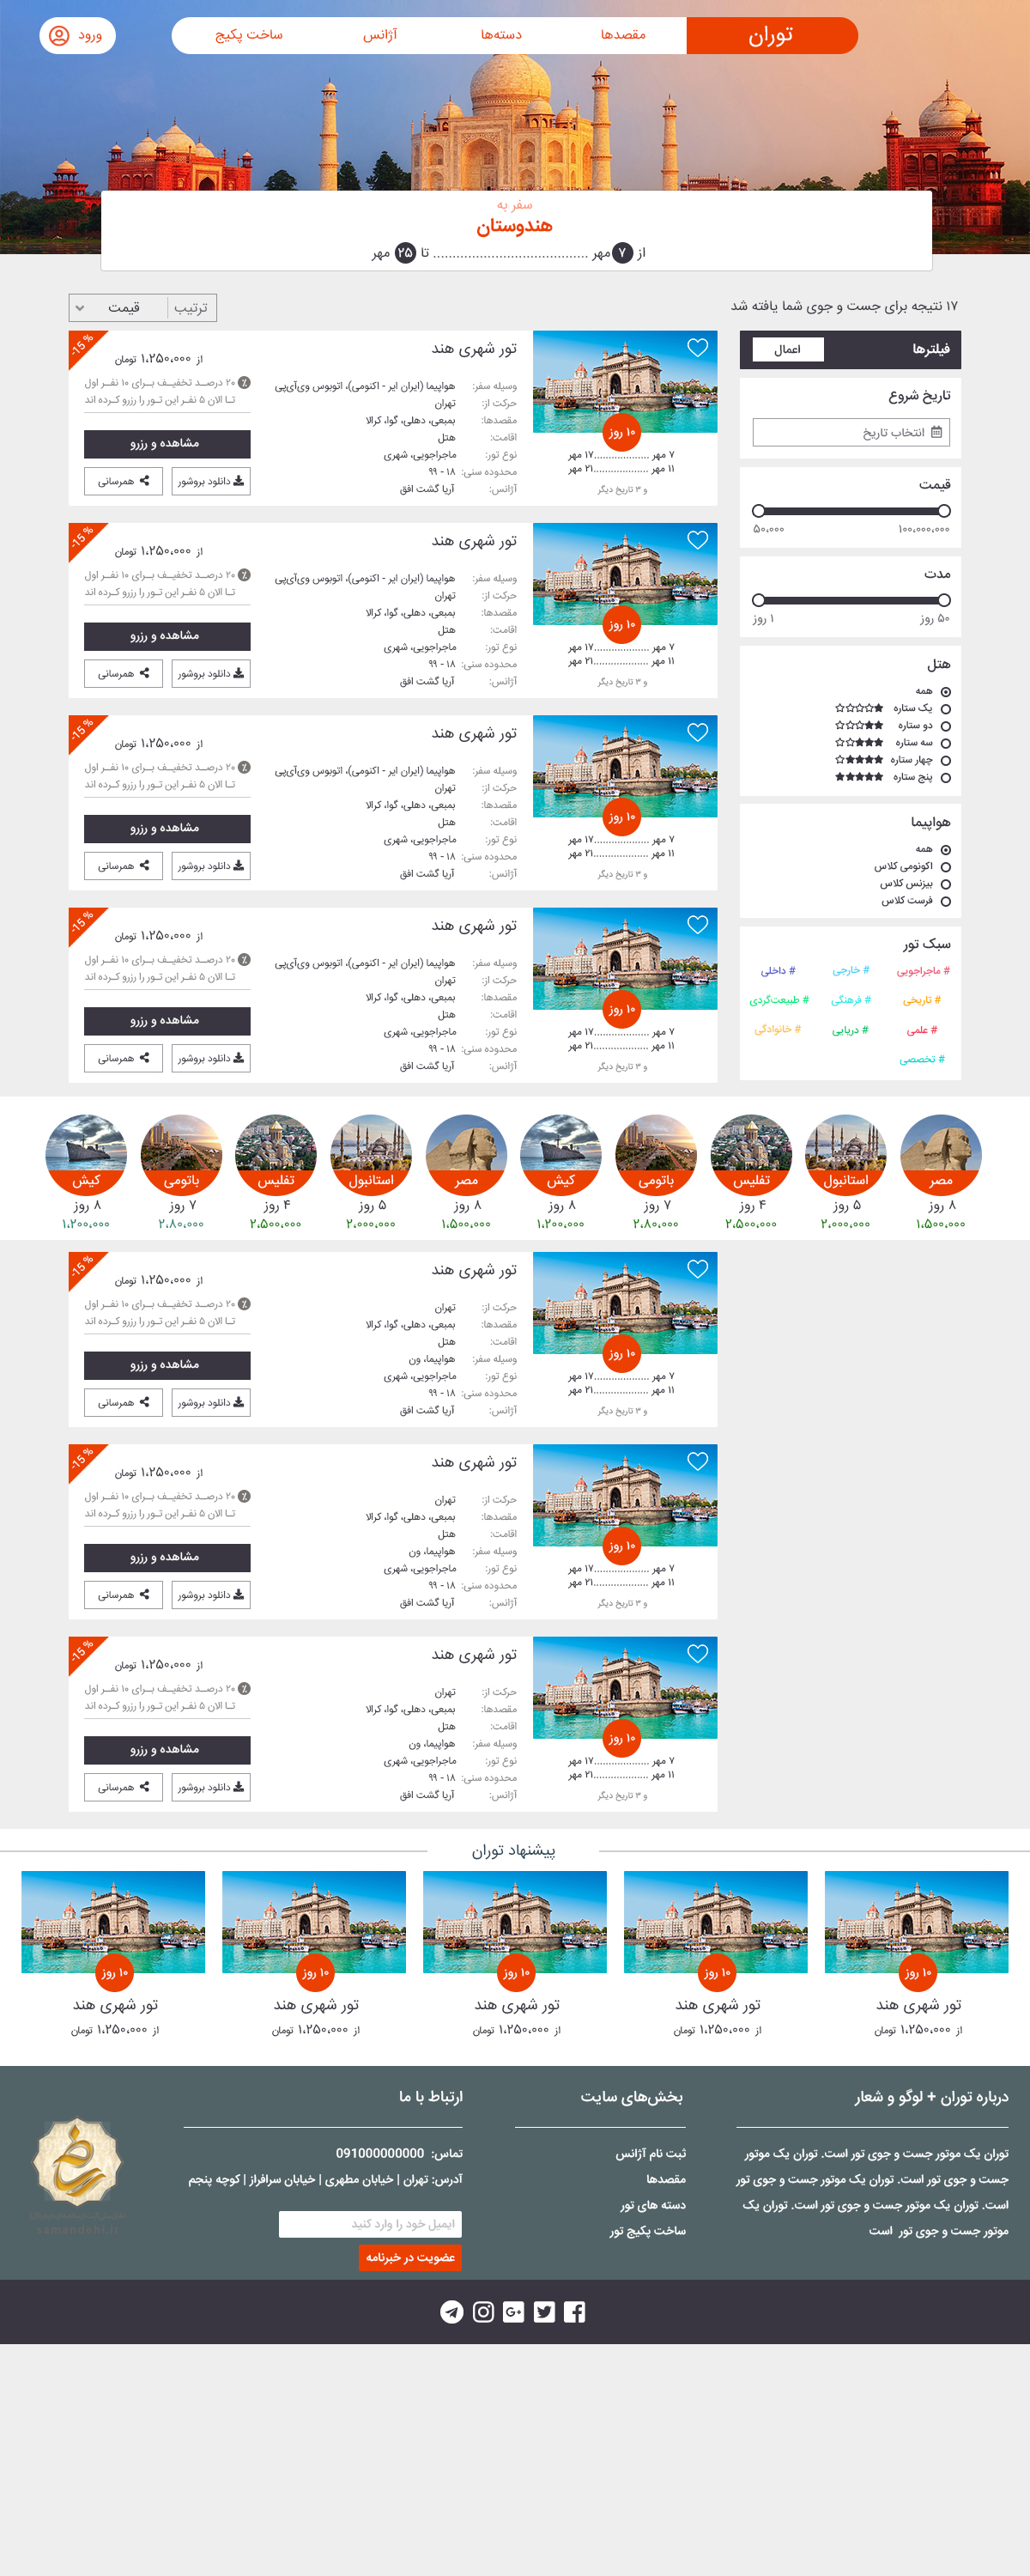 توران
مقصدها
دسته‌ها
آژانس
ساخت پکیج
ورود
سفر به
هندوستان
از ۷ مهر ........................................ تا ۲۵ مهر
۱۷ نتیجه برای جست و جوی شما یافته شد
ترتیب قیمت
فیلترها
اعمال
تاریخ شروع
انتخاب تاریخ
قیمت
۱۰۰،۰۰۰،۰۰۰ ۵۰،۰۰۰
مدت
۵۰ روز ۱ روز
هتل
همه
یک ستاره
دو ستاره
سه ستاره
چهار ستاره
پنج ستاره
هواپیما
همه
اکونومی کلاس
بیزنس کلاس
فرست کلاس
سبک تور
# ماجراجویی # خارجی # داخلی
# تاریخی # فرهنگی # طبیعت‌گردی
# علمی # دریایی # خانوادگی
# تخصصی
۱۰ روز
۷ مهر ...................۱۷ مهر
۱۱ مهر ...................۲۱ مهر
و ۳ تاریخ دیگر
تور شهری هند
وسیله سفر: هواپیما (ایران ایر - اکنومی)، اتوبوس وی‌آی‌پی
حرکت از: تهران
مقصدها: بمبعی، دهلی، گوا، کرالا
اقامت: هتل
نوع تور: ماجراجویی، شهری
محدوده سنی: ۱۸ - ۹۹
آژانس: آریا گشت افق
-15 %
از ۱،۲۵۰،۰۰۰ تومان
۲۰ درصد تخفیف برای ۱۰ نفر اول
تا الان ۵ نفر این تور را رزرو کرده اند
مشاهده و رزرو
دانلود بروشور
همرسانی
۱۰ روز
۷ مهر ...................۱۷ مهر
۱۱ مهر ...................۲۱ مهر
و ۳ تاریخ دیگر
تور شهری هند
وسیله سفر: هواپیما (ایران ایر - اکنومی)، اتوبوس وی‌آی‌پی
حرکت از: تهران
مقصدها: بمبعی، دهلی، گوا، کرالا
اقامت: هتل
نوع تور: ماجراجویی، شهری
محدوده سنی: ۱۸ - ۹۹
آژانس: آریا گشت افق
-15 %
از ۱،۲۵۰،۰۰۰ تومان
۲۰ درصد تخفیف برای ۱۰ نفر اول
تا الان ۵ نفر این تور را رزرو کرده اند
مشاهده و رزرو
دانلود بروشور
همرسانی
۱۰ روز
۷ مهر ...................۱۷ مهر
۱۱ مهر ...................۲۱ مهر
و ۳ تاریخ دیگر
تور شهری هند
وسیله سفر: هواپیما (ایران ایر - اکنومی)، اتوبوس وی‌آی‌پی
حرکت از: تهران
مقصدها: بمبعی، دهلی، گوا، کرالا
اقامت: هتل
نوع تور: ماجراجویی، شهری
محدوده سنی: ۱۸ - ۹۹
آژانس: آریا گشت افق
-15 %
از ۱،۲۵۰،۰۰۰ تومان
۲۰ درصد تخفیف برای ۱۰ نفر اول
تا الان ۵ نفر این تور را رزرو کرده اند
مشاهده و رزرو
دانلود بروشور
همرسانی
۱۰ روز
۷ مهر ...................۱۷ مهر
۱۱ مهر ...................۲۱ مهر
و ۳ تاریخ دیگر
تور شهری هند
وسیله سفر: هواپیما (ایران ایر - اکنومی)، اتوبوس وی‌آی‌پی
حرکت از: تهران
مقصدها: بمبعی، دهلی، گوا، کرالا
اقامت: هتل
نوع تور: ماجراجویی، شهری
محدوده سنی: ۱۸ - ۹۹
آژانس: آریا گشت افق
-15 %
از ۱،۲۵۰،۰۰۰ تومان
۲۰ درصد تخفیف برای ۱۰ نفر اول
تا الان ۵ نفر این تور را رزرو کرده اند
مشاهده و رزرو
دانلود بروشور
همرسانی
مصر استانبول تفلیس باتومی کیش مصر استانبول تفلیس باتومی کیش
۸ روز ۵ روز ۴ روز ۷ روز ۸ روز ۸ روز ۵ روز ۴ روز ۷ روز ۸ روز
۱،۵۰۰،۰۰۰ ۲،۰۰۰،۰۰۰ ۲،۵۰۰،۰۰۰ ۲،۸۰،۰۰۰ ۱،۲۰۰،۰۰۰ ۱،۵۰۰،۰۰۰ ۲،۰۰۰،۰۰۰ ۲،۵۰۰،۰۰۰ ۲،۸۰،۰۰۰ ۱،۲۰۰،۰۰۰
۱۰ روز
۷ مهر ...................۱۷ مهر
۱۱ مهر ...................۲۱ مهر
و ۳ تاریخ دیگر
تور شهری هند
حرکت از: تهران
مقصدها: بمبعی، دهلی، گوا، کرالا
اقامت: هتل
وسیله سفر: هواپیما، ون
نوع تور: ماجراجویی، شهری
محدوده سنی: ۱۸ - ۹۹
آژانس: آریا گشت افق
-15 %
از ۱،۲۵۰،۰۰۰ تومان
۲۰ درصد تخفیف برای ۱۰ نفر اول
تا الان ۵ نفر این تور را رزرو کرده اند
مشاهده و رزرو
دانلود بروشور
همرسانی
۱۰ روز
۷ مهر ...................۱۷ مهر
۱۱ مهر ...................۲۱ مهر
و ۳ تاریخ دیگر
تور شهری هند
حرکت از: تهران
مقصدها: بمبعی، دهلی، گوا، کرالا
اقامت: هتل
وسیله سفر: هواپیما، ون
نوع تور: ماجراجویی، شهری
محدوده سنی: ۱۸ - ۹۹
آژانس: آریا گشت افق
-15 %
از ۱،۲۵۰،۰۰۰ تومان
۲۰ درصد تخفیف برای ۱۰ نفر اول
تا الان ۵ نفر این تور را رزرو کرده اند
مشاهده و رزرو
دانلود بروشور
همرسانی
۱۰ روز
۷ مهر ...................۱۷ مهر
۱۱ مهر ...................۲۱ مهر
و ۳ تاریخ دیگر
تور شهری هند
حرکت از: تهران
مقصدها: بمبعی، دهلی، گوا، کرالا
اقامت: هتل
وسیله سفر: هواپیما، ون
نوع تور: ماجراجویی، شهری
محدوده سنی: ۱۸ - ۹۹
آژانس: آریا گشت افق
-15 %
از ۱،۲۵۰،۰۰۰ تومان
۲۰ درصد تخفیف برای ۱۰ نفر اول
تا الان ۵ نفر این تور را رزرو کرده اند
مشاهده و رزرو
دانلود بروشور
همرسانی
پیشنهاد توران
۱۰ روز ۱۰ روز ۱۰ روز ۱۰ روز ۱۰ روز
تور شهری هند تور شهری هند تور شهری هند تور شهری هند تور شهری هند
از ۱،۲۵۰،۰۰۰ تومان از ۱،۲۵۰،۰۰۰ تومان از ۱،۲۵۰،۰۰۰ تومان از ۱،۲۵۰،۰۰۰ تومان از ۱،۲۵۰،۰۰۰ تومان
درباره توران + لوگو و شعار
توران یک موتور جست و جوی تور است. توران یک موتور
جست و جوی تور است. توران یک موتور جست و جوی تور
است. توران یک موتور جست و جوی تور است. توران یک
موتور جست و جوی تور است
بخش‌های سایت
ثبت نام آژانس
مقصدها
دسته های تور
ساخت پکیج تور
ارتباط با ما
تماس: 091000000000
آدرس: تهران | خیابان مطهری | خیابان سرافراز | کوچه پنجم
ایمیل خود را وارد کنید
عضویت در خبرنامه
samandehi.ir